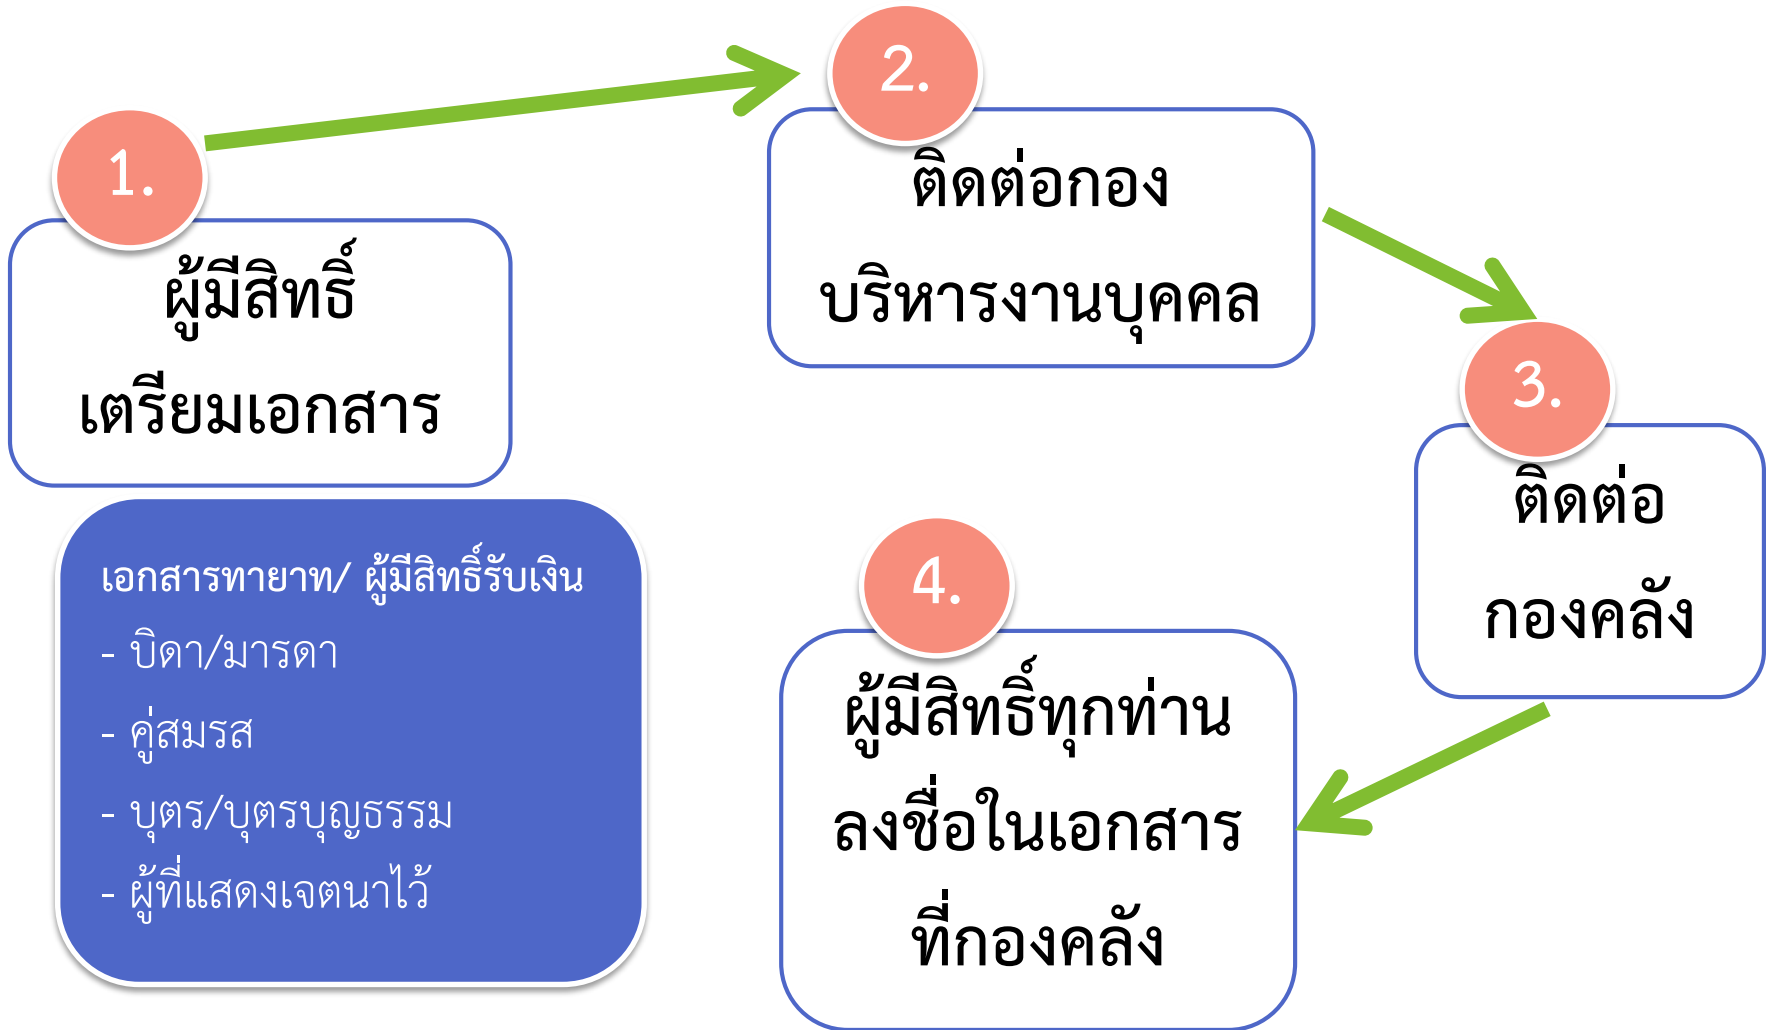 1.
ผู้มีสิทธิ์
เตรียมเอกสาร
เอกสารทายาท/ ผู้มีสิทธิ์รับเงิน
- บิดา/มารดา
- คู่สมรส
- บุตร/บุตรบุญธรรม
- ผู้ที่แสดงเจตนาไว้
2.
ติดต่อกอง
บริหารงานบุคคล
3.
ติดต่อ
กองคลัง
4.
ผู้มีสิทธิ์ทุกท่าน
ลงชื่อในเอกสาร
ที่กองคลัง